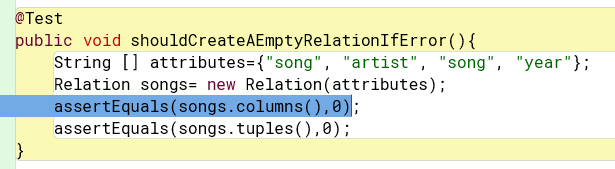 @Test
public void shouldCreateAEmptyRelationIfError(){
String [] attributes={"song", "artist", "song", "year"};
Relation songs= new Relation(attributes);
assertEquals(songs.columns(),0);
assertEquals(songs.tuples(),0);
}